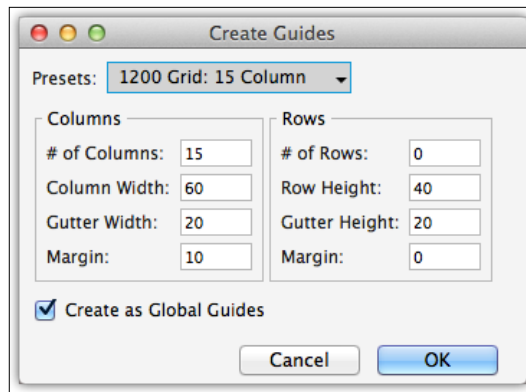 Create Guides
Presets: 1200 Grid: 15 Column
Columns
# of Columns: 15
Column Width: 60
Gutter Width: 20
Margin: 10
Rows
# of Rows: 0
Row Height: 40
Gutter Height: 20
Margin: 0
Create as Global Guides
Cancel OK